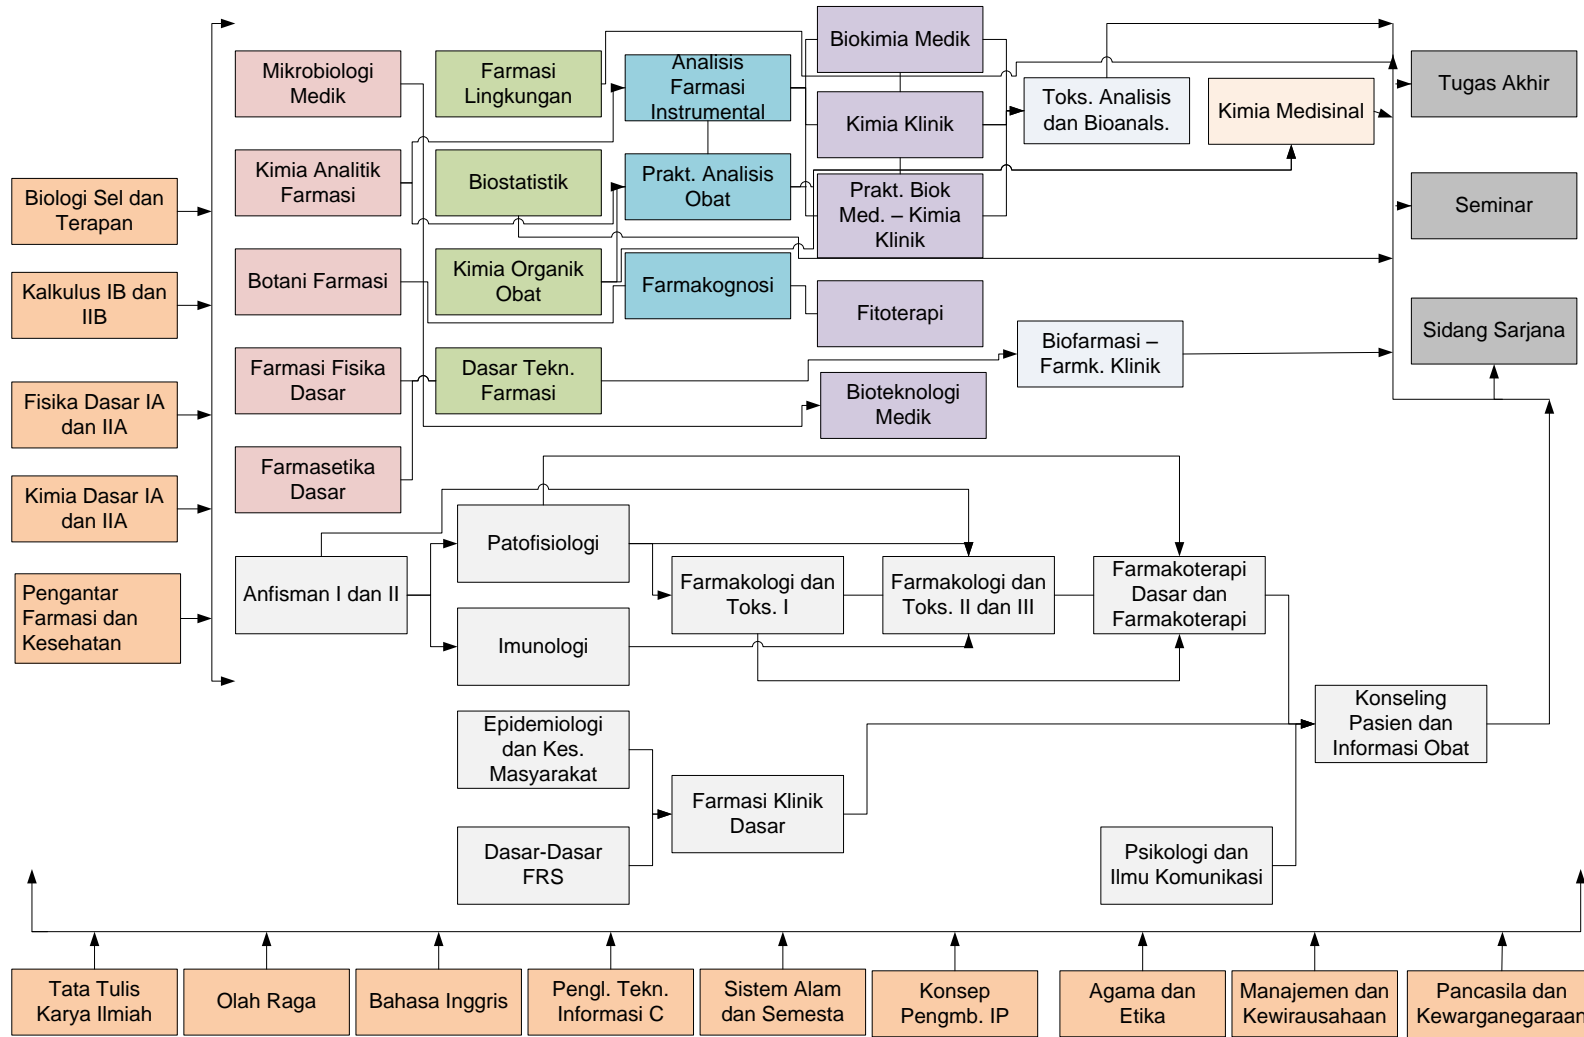 Biologi Sel dan
Terapan
Kalkulus IB dan
IIB
Fisika Dasar IA
dan IIA
Kimia Dasar IA
dan IIA
Pengantar
Farmasi dan
Kesehatan
Mikrobiologi
Medik
Kimia Analitik
Farmasi
Botani Farmasi
Farmasi Fisika
Dasar
Farmasetika
Dasar
Anfisman I dan II
Farmasi
Lingkungan
Biostatistik
Kimia Organik
Obat
Dasar Tekn.
Farmasi
Patofisiologi
Imunologi
Epidemiologi
dan Kes.
Masyarakat
Dasar-Dasar
FRS
Analisis
Farmasi
Instrumental
Prakt. Analisis
Obat
Farmakognosi
Farmakologi dan
Toks. I
Farmasi Klinik
Dasar
Biokimia Medik
Kimia Klinik
Prakt. Biok
Med. – Kimia
Klinik
Fitoterapi
Bioteknologi
Medik
Farmakologi dan
Toks. II dan III
Toks. Analisis
dan Bioanals.
Biofarmasi –
Farmk. Klinik
Farmakoterapi
Dasar dan
Farmakoterapi
Psikologi dan
Ilmu Komunikasi
Kimia Medisinal
Konseling
Pasien dan
Informasi Obat
Tugas Akhir
Seminar
Sidang Sarjana
Tata Tulis
Karya Ilmiah
Olah Raga
Bahasa Inggris
Pengl. Tekn.
Informasi C
Sistem Alam
dan Semesta
Konsep
Pengmb. IP
Agama dan
Etika
Manajemen dan
Kewirausahaan
Pancasila dan
Kewarganegaraan